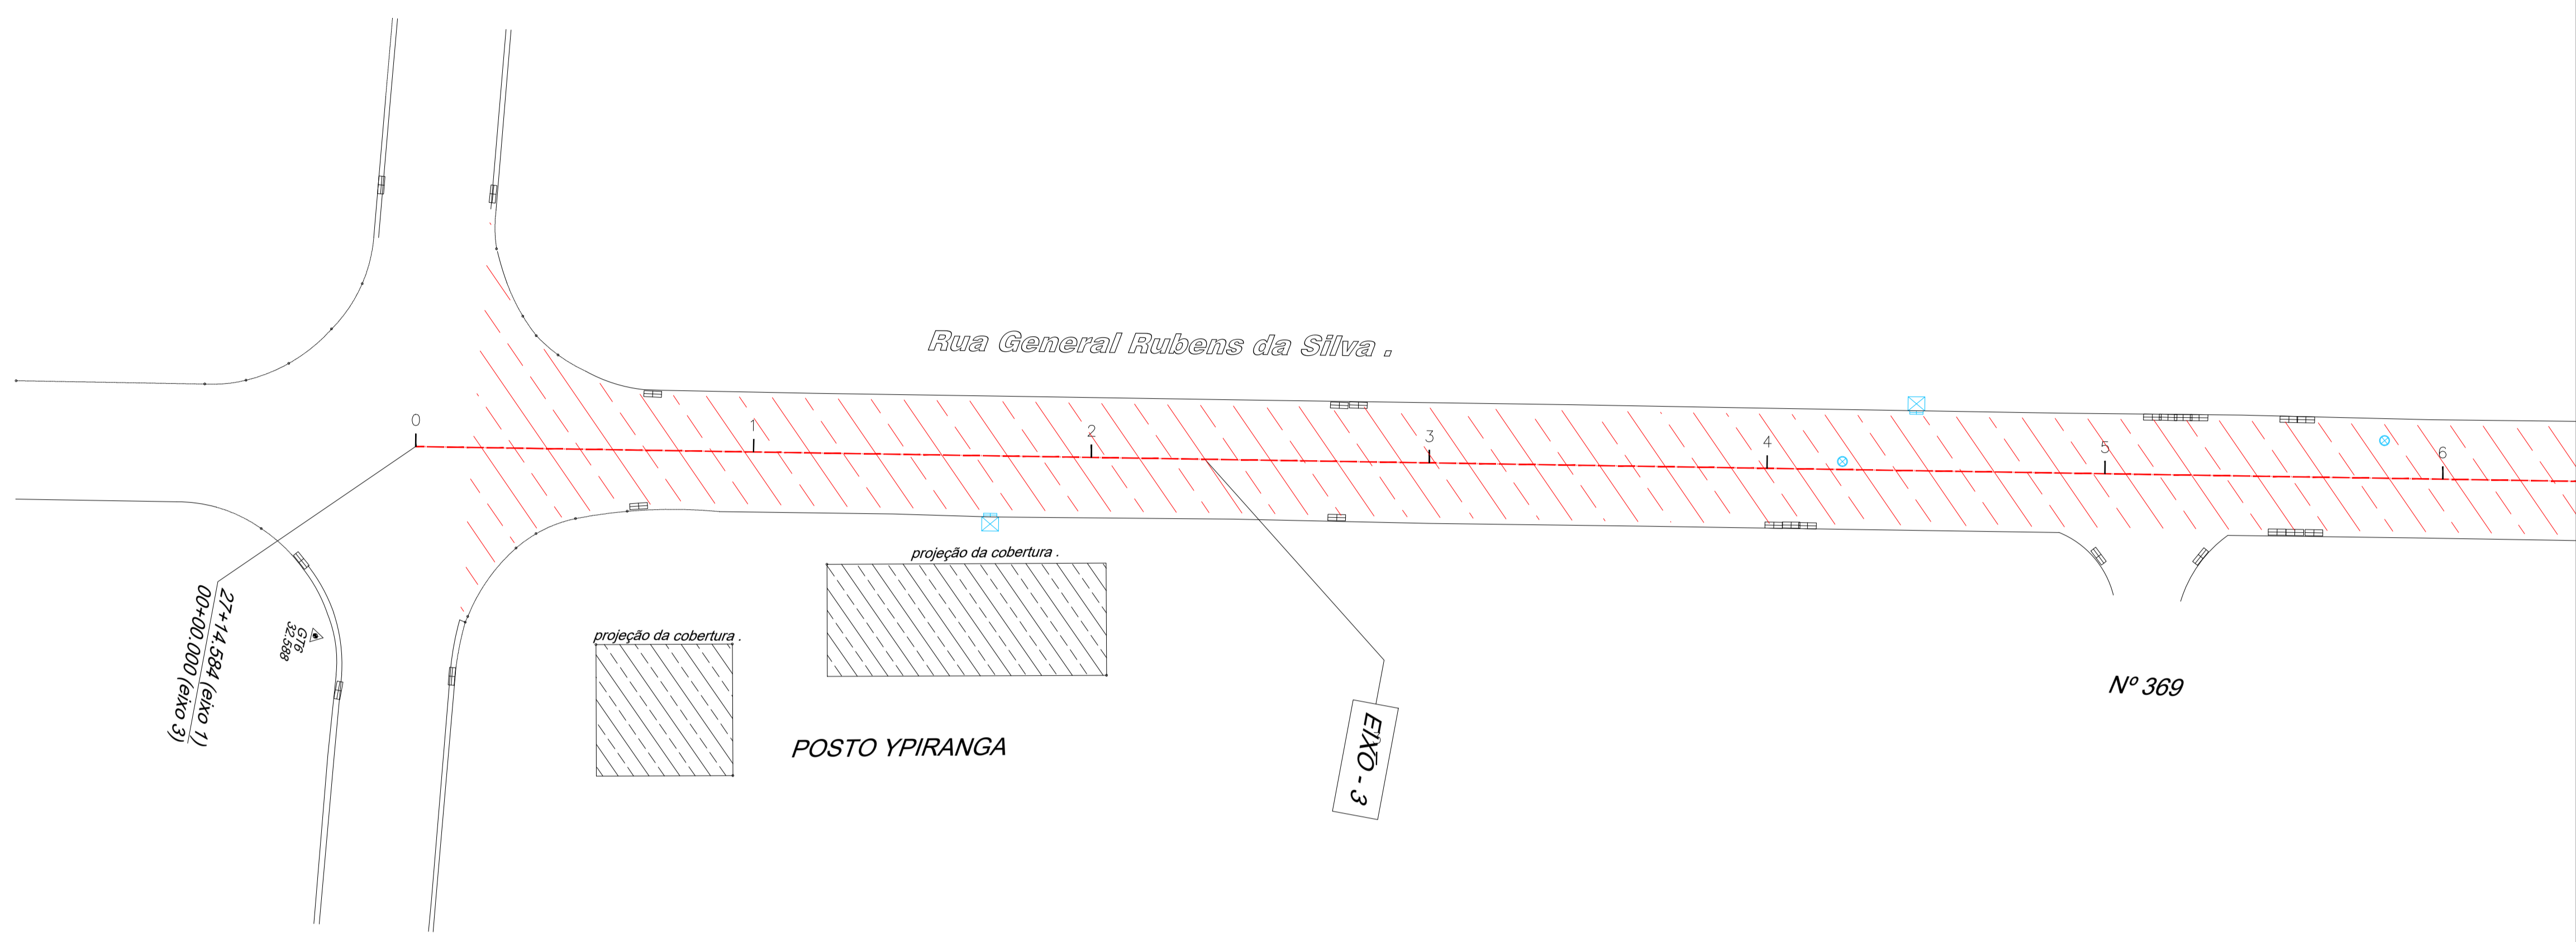 Rua General Rubens da Silva .
0
1
2
3
4
5
6
projeção da cobertura .
projeção da cobertura .
27+14.584 (eixo 1)
00+00.000 (eixo 3)
GT6
32.588
POSTO YPIRANGA
EIXO - 3
Nº 369